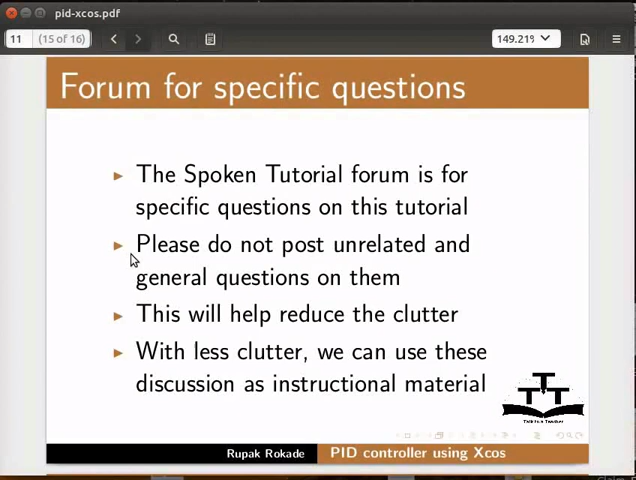 pid-xcos.pdf
11 (15 of 16)
149.21%
Forum for specific questions
The Spoken Tutorial forum is for
specific questions on this tutorial
Please do not post unrelated and
general questions on them
This will help reduce the clutter
With less clutter, we can use these
discussion as instructional material
Talk to a Teacher
Rupak Rokade PID controller using Xcos